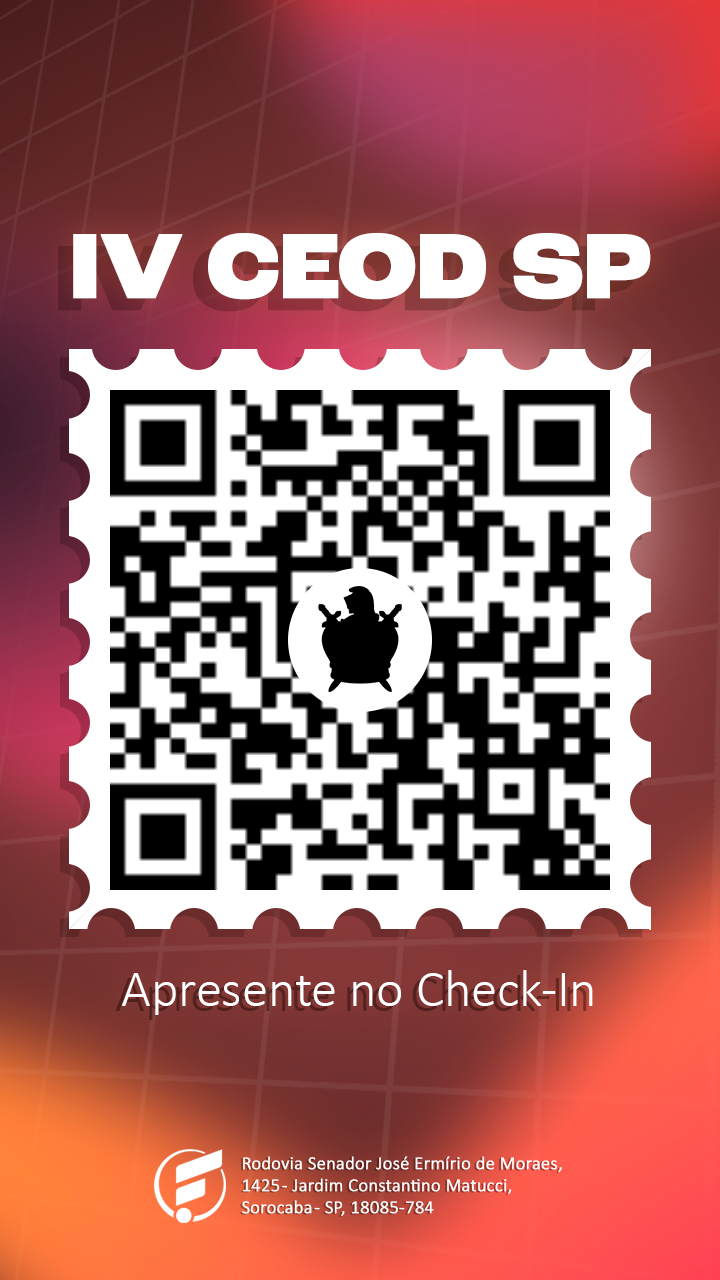 IV CEOD SP
Apresente no Check-In
Rodovia Senador José Ermírio de Moraes,
1425- Jardim Constantino Matucci,
Sorocaba- SP, 18085-784